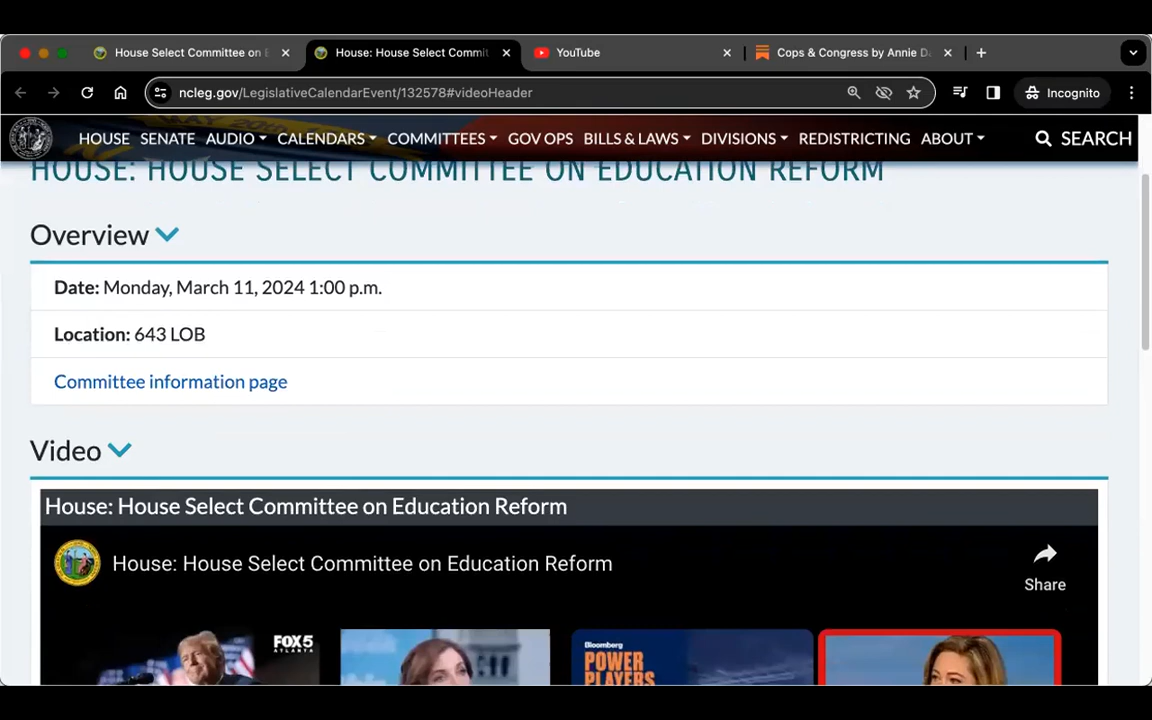 House Select Committee on E
House: House Select Commit
YouTube
Cops & Congress by Annie D
ncleg.gov/LegislativeCalendarEvent/132578#videoHeader
Incognito
HOUSE SENATE AUDIO CALENDARS COMMITTEES GOV OPS BILLS & LAWS DIVISIONS REDISTRICTING ABOUT SEARCH
HOUSE: HOUSE SELECT COMMITTEE ON EDUCATION REFORM
Overview
Date: Monday, March 11, 2024 1:00 p.m.
Location: 643 LOB
Committee information page
Video
House: House Select Committee on Education Reform
House: House Select Committee on Education Reform
Share
FOX 5
ATLANTA
Bloomberg
POWER
PLAYERS